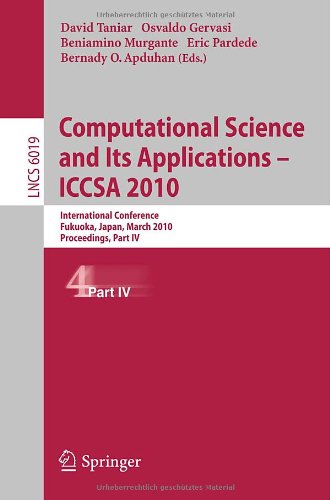 Urheberrechtlich geschütztes Material
David Taniar Osvaldo Gervasi
Beniamino Murgante Eric Pardede
Bernady O. Apduhan (Eds.)
LNCS 6019
Computational Science
and Its Applications –
ICCSA 2010
International Conference
Fukuoka, Japan, March 2010
Proceedings, Part IV
4 Part IV
Springer
Urheberrechtlich geschütztes Material